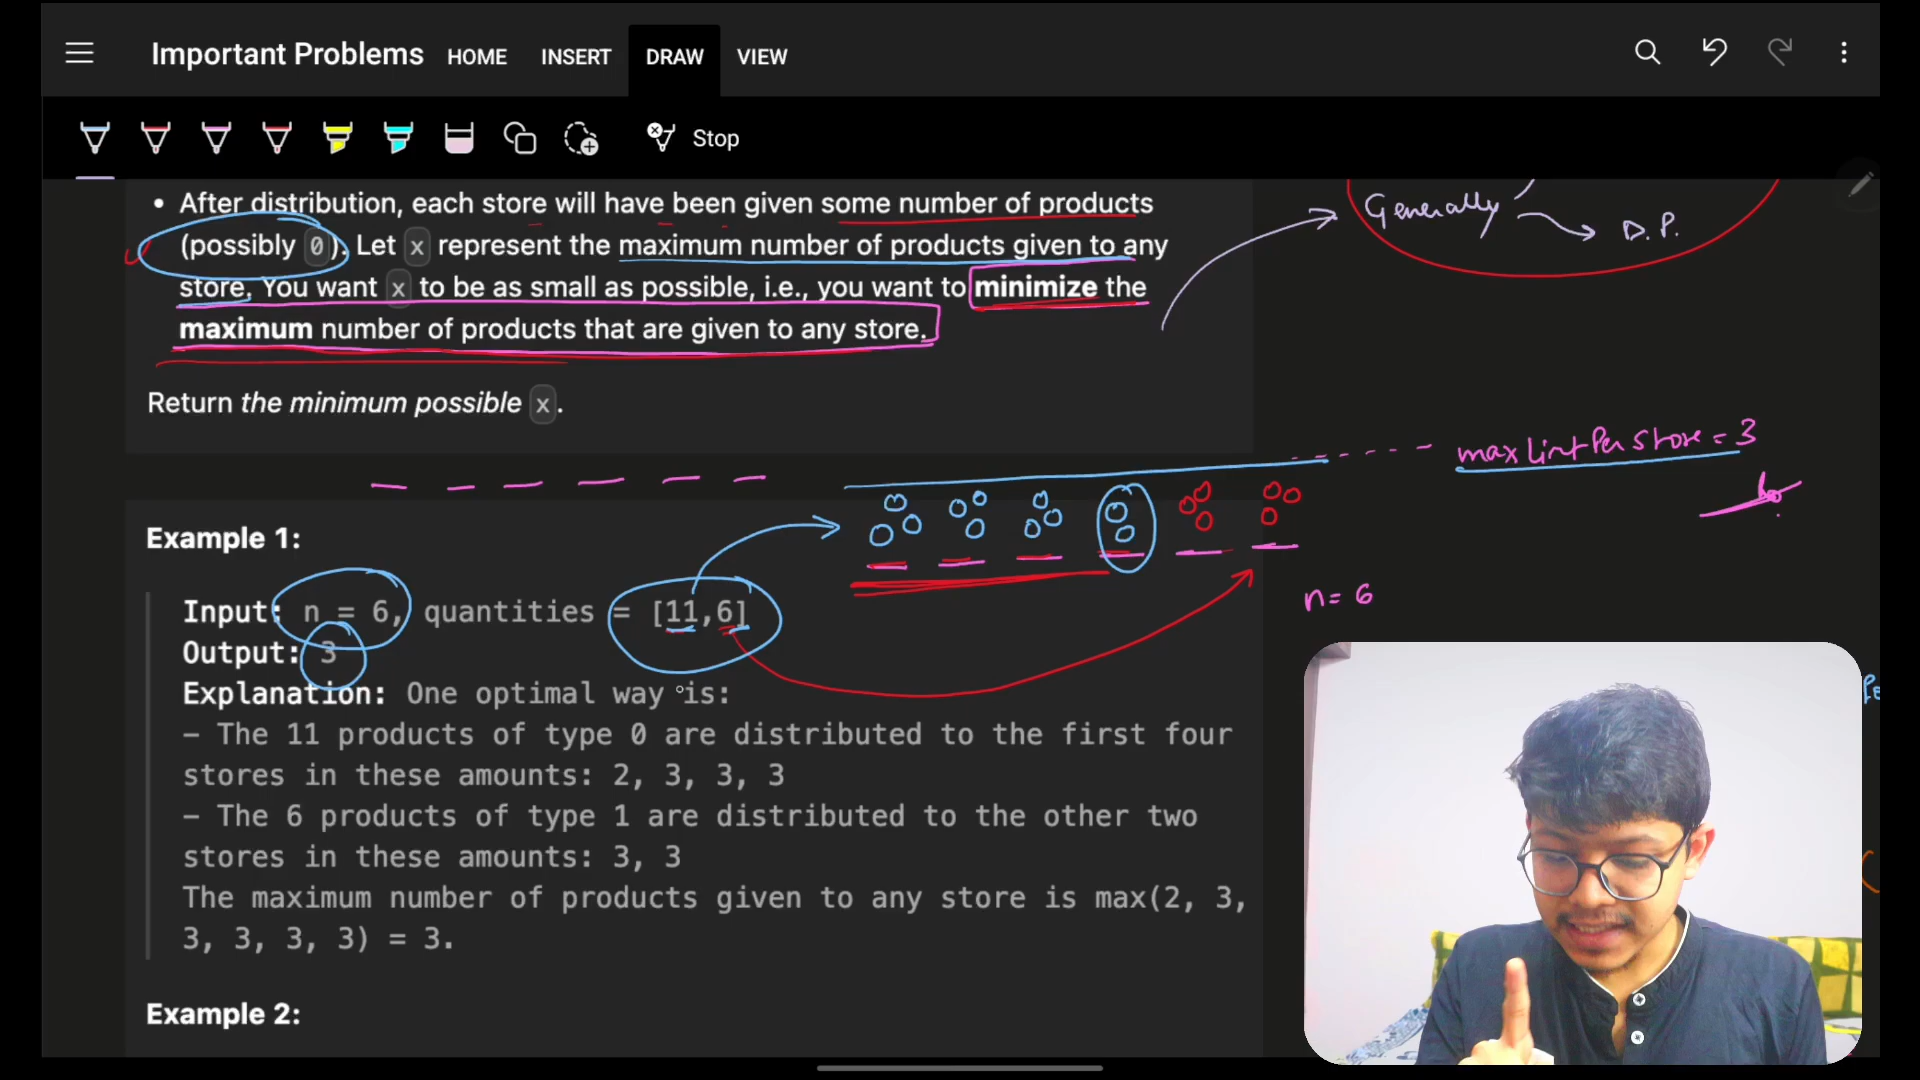 Important Problems HOME INSERT DRAW VIEW
Stop
• After distribution, each store will have been given some number of products
(possibly 0). Let x represent the maximum number of products given to any
store. You want x to be as small as possible, i.e., you want to minimize the
maximum number of products that are given to any store.
Return the minimum possible x.
Generally
D.P.
max limit Per Store = 3
Example 1:
Input: n = 6, quantities = [11,6]
Output: 3
Explanation: One optimal way is:
– The 11 products of type 0 are distributed to the first four
stores in these amounts: 2, 3, 3, 3
– The 6 products of type 1 are distributed to the other two
stores in these amounts: 3, 3
The maximum number of products given to any store is max(2, 3,
3, 3, 3, 3) = 3.
n = 6
Example 2: